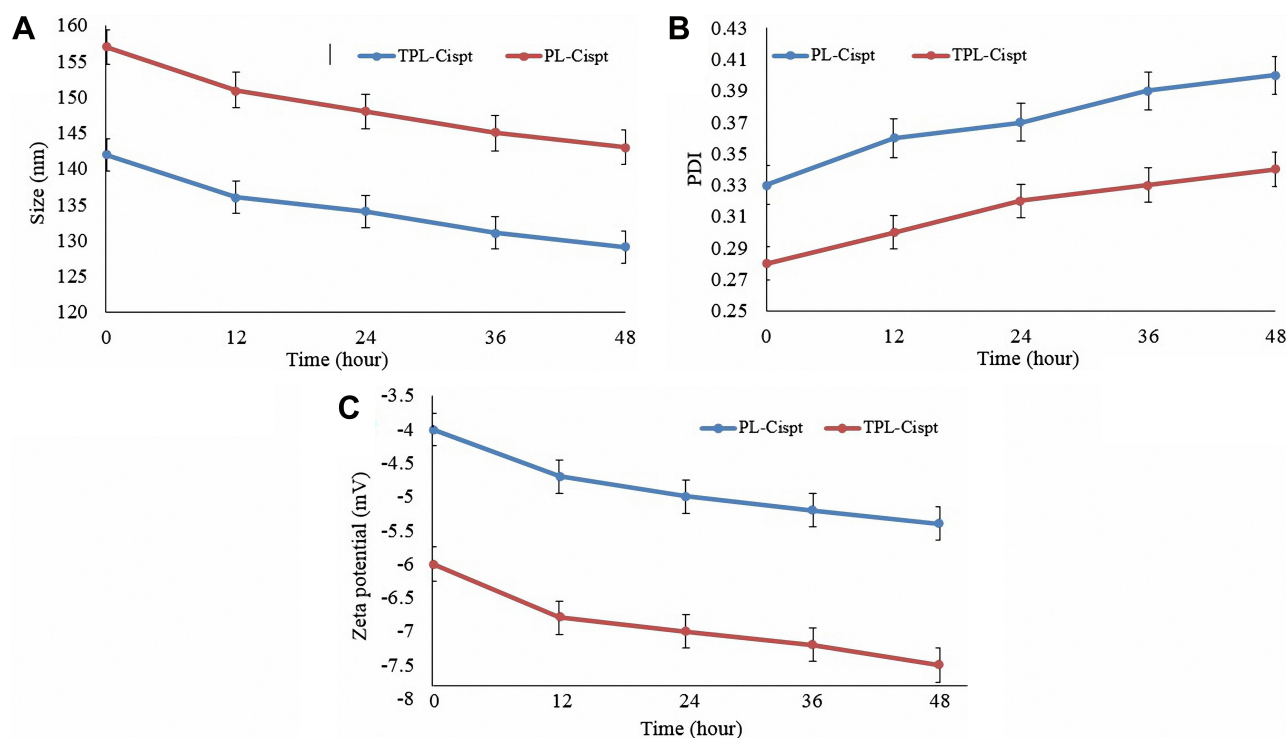 A
160
155
150
145
140
135
130
125
120
Size (nm)
TPL-Cispt
PL-Cispt
0 12 24 36 48
Time (hour)
B
0.43
0.41
0.39
0.37
0.35
0.33
0.31
0.29
0.27
0.25
PDI
PL-Cispt
TPL-Cispt
0 12 24 36 48
Time (hour)
C
-3.5
-4
-4.5
-5
-5.5
-6
-6.5
-7
-7.5
-8
Zeta potential (mV)
PL-Cispt
TPL-Cispt
0 12 24 36 48
Time (hour)